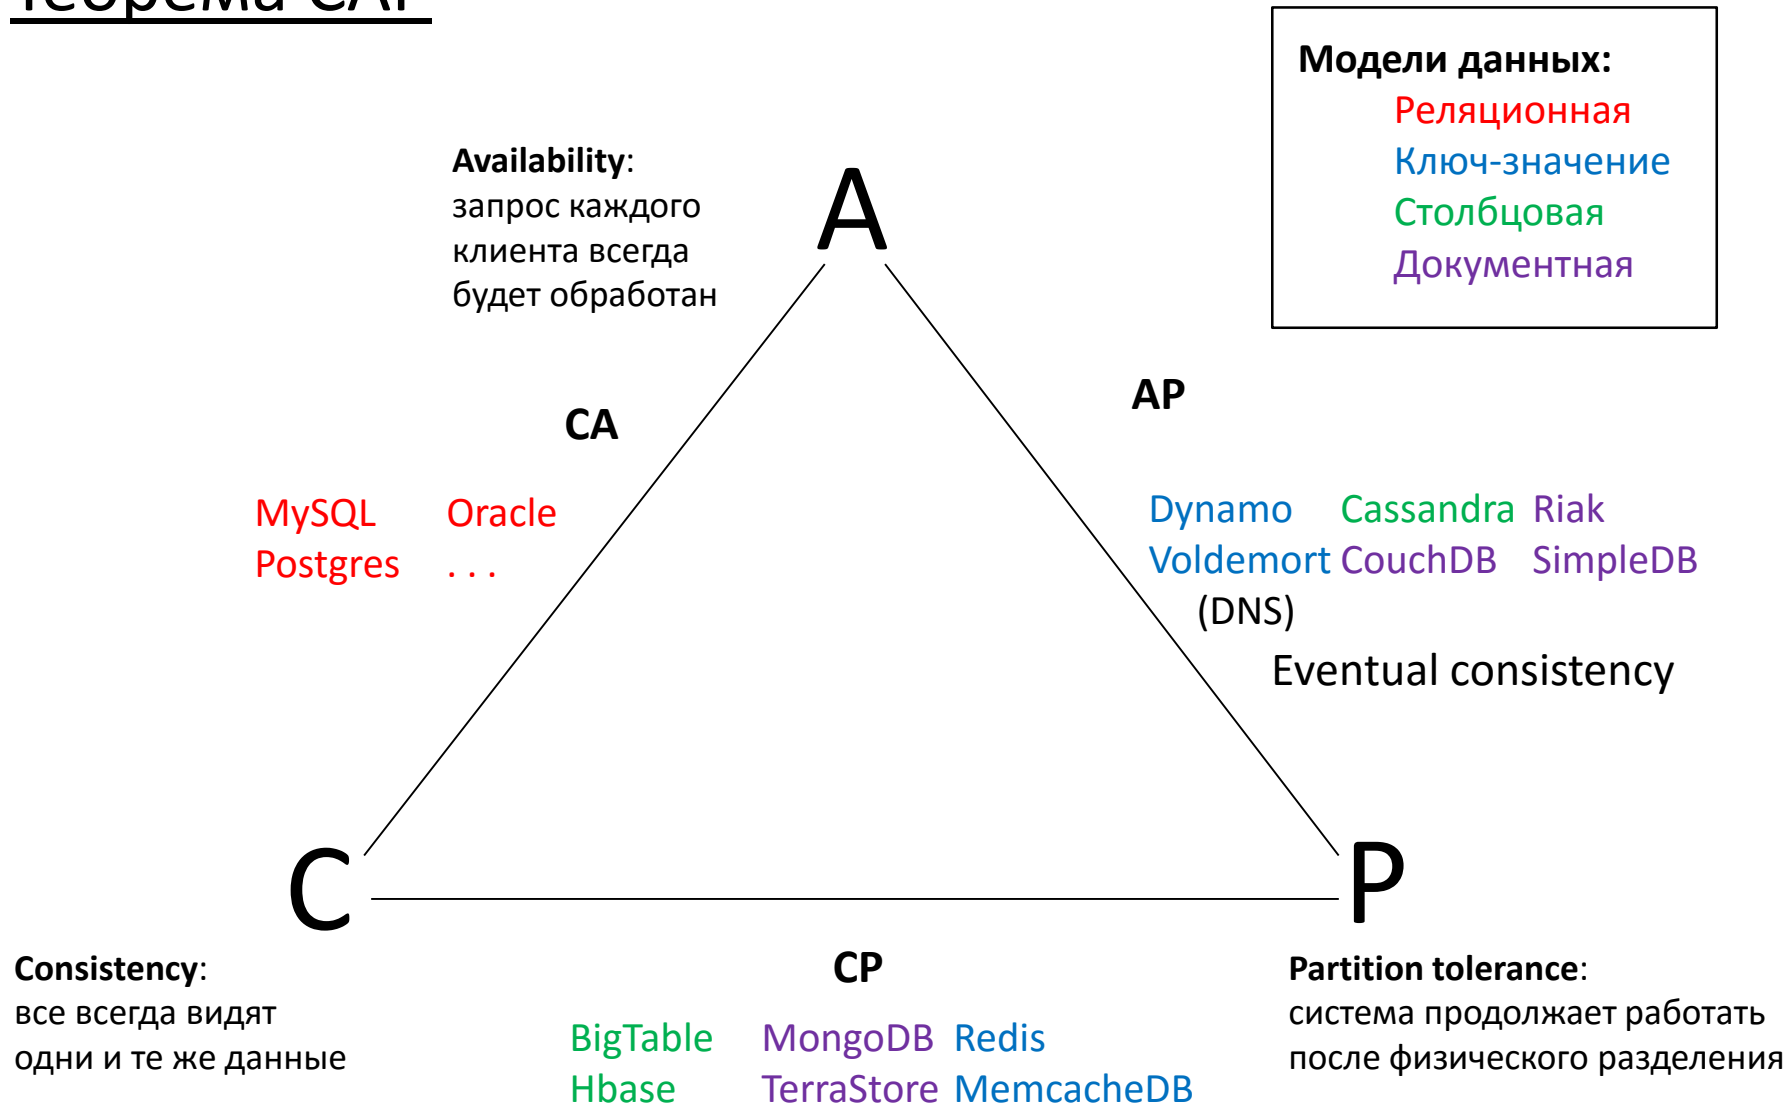 Теорема CAP
Модели данных:
Реляционная
Ключ-значение
Столбцовая
Документная
Availability:
запрос каждого
клиента всегда
будет обработан
A
CA
AP
MySQL Oracle
Postgres . . .
Dynamo Cassandra Riak
Voldemort CouchDB SimpleDB
(DNS)
Eventual consistency
C
P
Consistency:
все всегда видят
одни и те же данные
CP
BigTable MongoDB Redis
Hbase TerraStore MemcacheDB
Partition tolerance:
система продолжает работать
после физического разделения